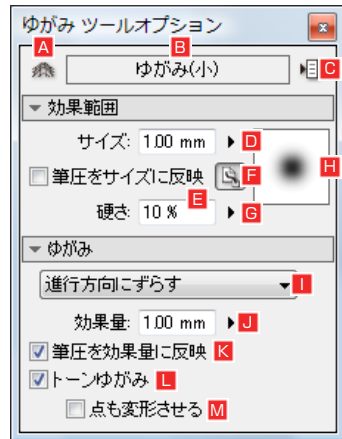 ゆがみ ツールオプション
A B
ゆがみ(小) C
効果範囲
サイズ: 1.00 mm D
筆圧をサイズに反映 F H
E
硬さ: 10 % G
ゆがみ
進行方向にずらす I
効果量: 1.00 mm J
筆圧を効果量に反映 K
トーンゆがみ L
点も変形させる M